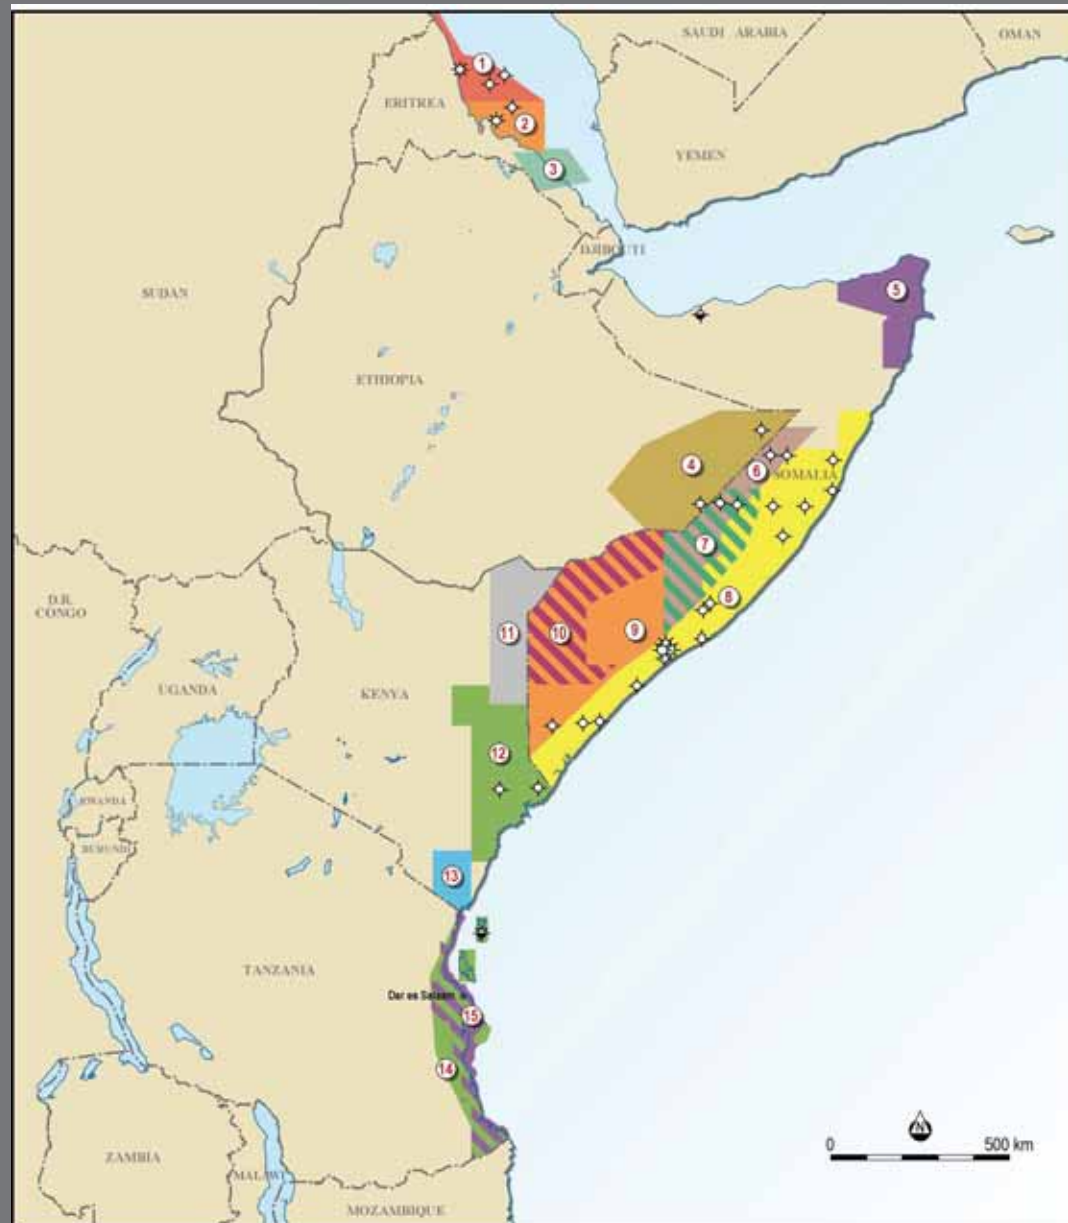 SAUDI ARABIA
OMAN
1
ERITREA
2
YEMEN
3
DJIBOUTI
SUDAN
5
ETHIOPIA
4
6
SOMALIA
7
D.R.
CONGO
8
11
10
9
UGANDA
KENYA
12
RWANDA
BURUNDI
13
TANZANIA
Dar es Salaam
15
14
N
0
500 km
ZAMBIA
MALAWI
MOZAMBIQUE